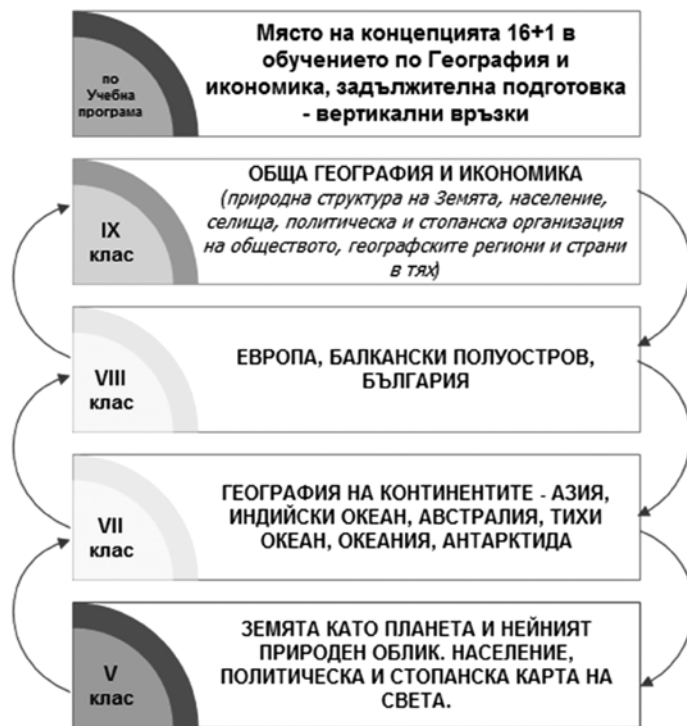 по
Учебна
програма
Място на концепцията 16+1 в
обучението по География и
икономика, задължителна подготовка
- вертикални връзки
IX
клас
ОБЩА ГЕОГРАФИЯ И ИКОНОМИКА
(природна структура на Земята, население,
селища, политическа и стопанска организация
на обществото, географските региони и страни
в тях)
VIII
клас
ЕВРОПА, БАЛКАНСКИ ПОЛУОСТРОВ,
БЪЛГАРИЯ
VII
клас
ГЕОГРАФИЯ НА КОНТИНЕНТИТЕ - АЗИЯ,
ИНДИЙСКИ ОКЕАН, АВСТРАЛИЯ, ТИХИ
ОКЕАН, ОКЕАНИЯ, АНТАРКТИДА
V
клас
ЗЕМЯТА КАТО ПЛАНЕТА И НЕЙНИЯТ
ПРИРОДЕН ОБЛИК. НАСЕЛЕНИЕ,
ПОЛИТИЧЕСКА И СТОПАНСКА КАРТА НА
СВЕТА.